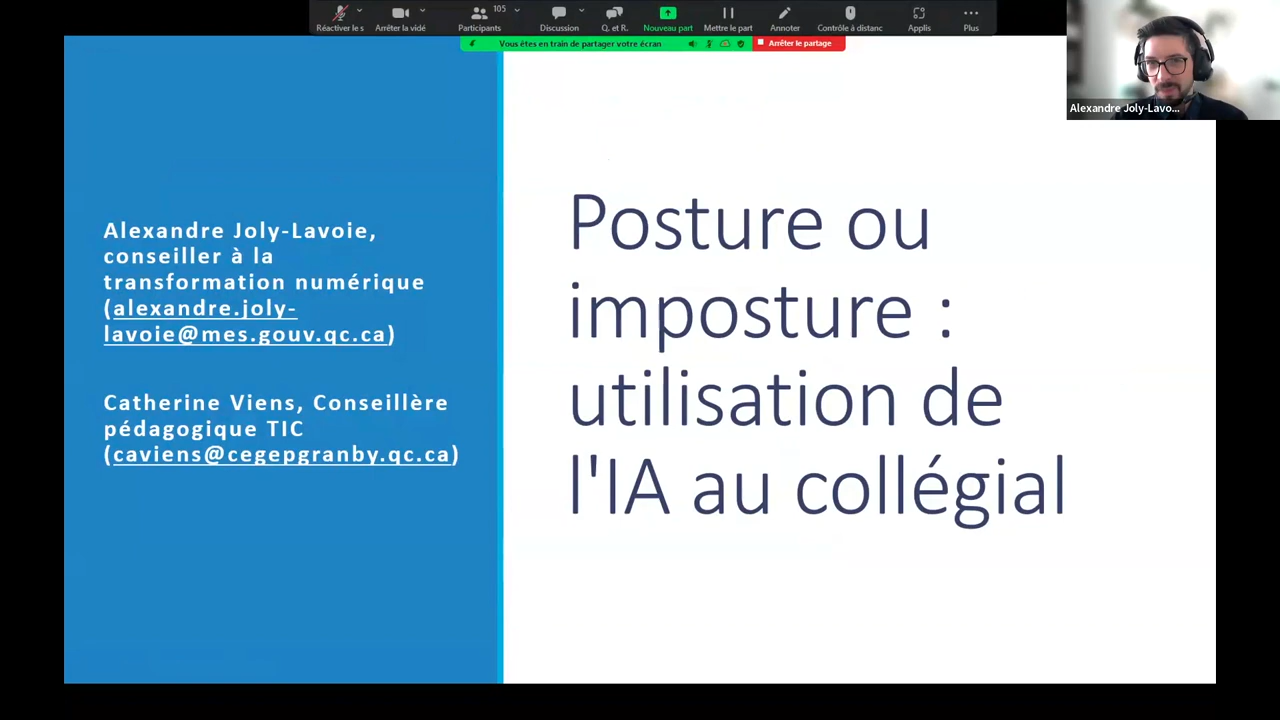 105
Réactiver le s
Arrêter la vidé
Participants
Discussion
Q. et R.
Nouveau part
Mettre le part
Annoter
Contrôle à distanc
Applis
Plus
Vous êtes en train de partager votre écran
Arrêter le partage
Alexandre Joly-Lavo...
Alexandre Joly-Lavoie,
conseiller à la
transformation numérique
(alexandre.joly-
lavoie@mes.gouv.qc.ca)
Catherine Viens, Conseillère
pédagogique TIC
(caviens@cegepgranby.qc.ca)
Posture ou
imposture :
utilisation de
l'IA au collégial